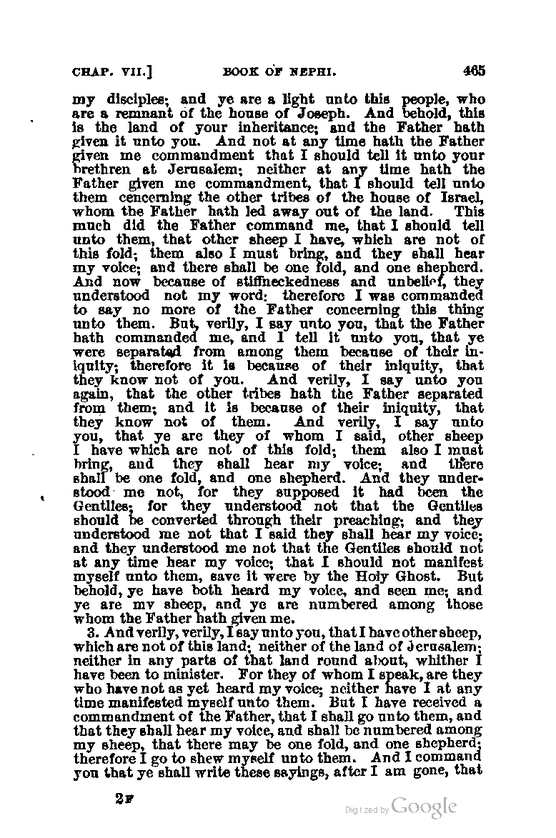 CHAP. VII.] BOOK OF NEPHI. 465
my disciples; and ye are a light unto this people, who
are a remnant of the house of Joseph. And behold, this
is the land of your inheritance; and the Father hath
given it unto you. And not at any time hath the Father
given me commandment that I should tell it unto your
brethren at Jerusalem; neither at any time hath the
Father given me commandment, that I should tell unto
them concerning the other tribes of the house of Israel,
whom the Father hath led away out of the land. This
much did the Father command me, that I should tell
unto them, that other sheep I have, which are not of
this fold; them also I must bring, and they shall hear
my voice; and there shall be one fold, and one shepherd.
And now because of stiffneckedness and unbelief, they
understood not my word; therefore I was commanded
to say no more of the Father concerning this thing
unto them. But, verily, I say unto you, that the Father
hath commanded me, and I tell it unto you, that ye
were separated from among them because of their in-
iquity; therefore it is because of their iniquity, that
they know not of you. And verily, I say unto you
again, that the other tribes hath the Father separated
from them; and it is because of their iniquity, that
they know not of them. And verily, I say unto
you, that ye are they of whom I said, other sheep
I have which are not of this fold; them also I must
bring, and they shall hear my voice; and there
shall be one fold, and one shepherd. And they under-
stood me not, for they supposed it had been the
Gentiles; for they understood not that the Gentiles
should be converted through their preaching; and they
understood me not that I said they shall hear my voice;
and they understood me not that the Gentiles should not
at any time hear my voice; that I should not manifest
myself unto them, save it were by the Holy Ghost. But
behold, ye have both heard my voice, and seen me; and
ye are my sheep, and ye are numbered among those
whom the Father hath given me.
3. And verily, verily, I say unto you, that I have other sheep,
which are not of this land; neither of the land of Jerusalem;
neither in any parts of that land round about, whither I
have been to minister. For they of whom I speak, are they
who have not as yet heard my voice; neither have I at any
time manifested myself unto them. But I have received a
commandment of the Father, that I shall go unto them, and
that they shall hear my voice, and shall be numbered among
my sheep, that there may be one fold, and one shepherd;
therefore I go to shew myself unto them. And I command
you that ye shall write these sayings, after I am gone, that
2F
Digitized by Google